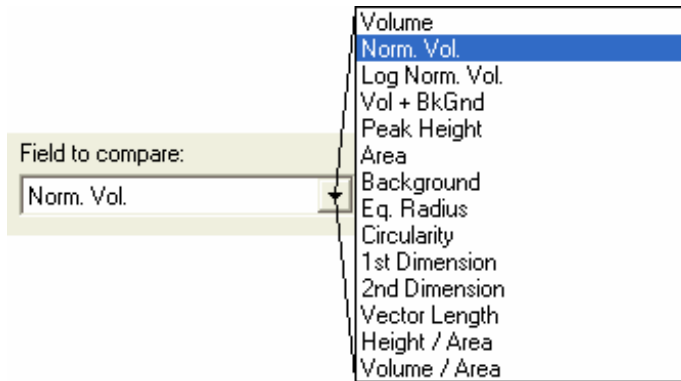 Field to compare:
Norm. Vol.
Volume
Norm. Vol.
Log Norm. Vol.
Vol + BkGnd
Peak Height
Area
Background
Eq. Radius
Circularity
1st Dimension
2nd Dimension
Vector Length
Height / Area
Volume / Area